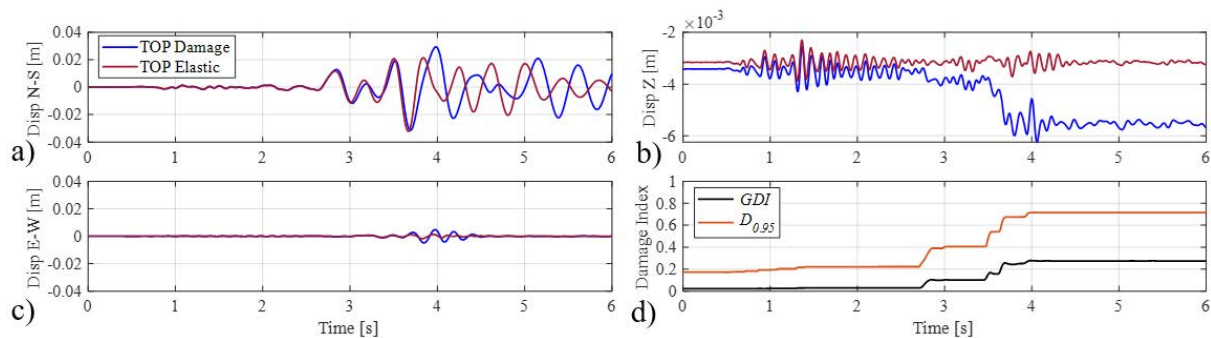 0.04
0.02
0
-0.02
-0.04
Disp N-S [m]
TOP Damage
TOP Elastic
0 1 2 3 4 5 6
a)
×10⁻³
-2
-4
-6
Disp Z [m]
0 1 2 3 4 5 6
b)
0.04
0.02
0
-0.02
-0.04
Disp E-W [m]
0 1 2 3 4 5 6
Time [s]
c)
1
0.8
0.6
0.4
0.2
0
Damage Index
GDI
D0.95
0 1 2 3 4 5 6
Time [s]
d)